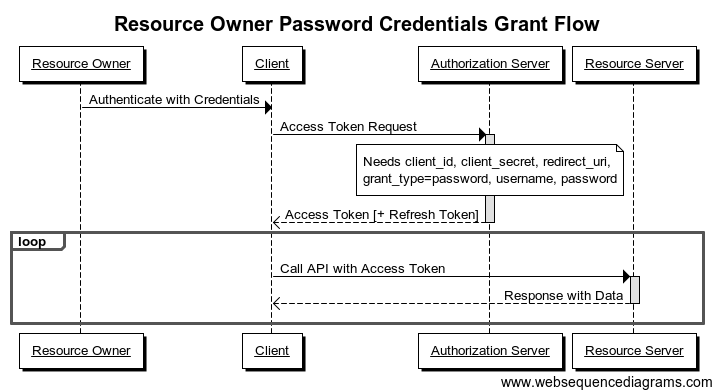 Resource Owner Password Credentials Grant Flow
Resource Owner
Client
Authorization Server
Resource Server
Authenticate with Credentials
Access Token Request
Needs client_id, client_secret, redirect_uri,
grant_type=password, username, password
Access Token [+ Refresh Token]
loop
Call API with Access Token
Response with Data
Resource Owner
Client
Authorization Server
Resource Server
www.websequencediagrams.com